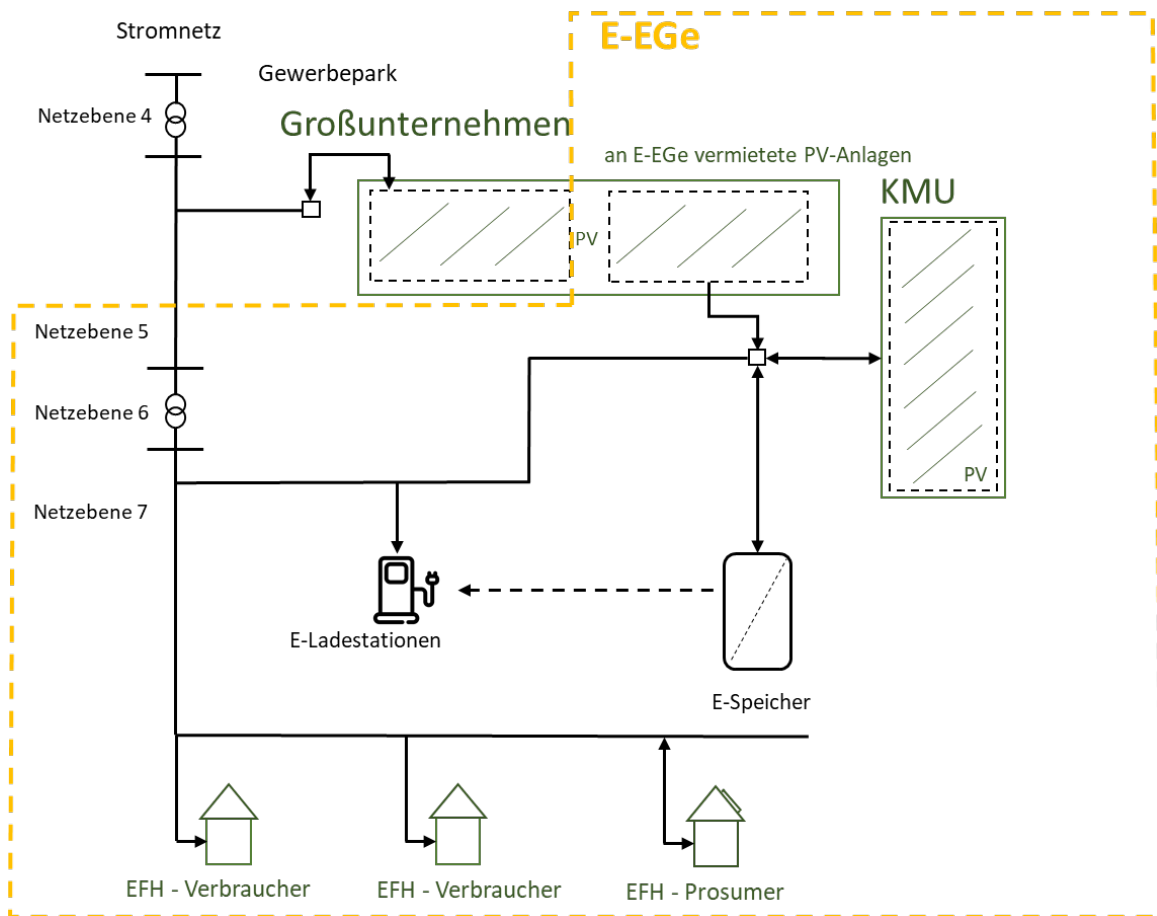 Stromnetz
E-EGe
Gewerbepark
Netzebene 4
Großunternehmen
an E-EGe vermietete PV-Anlagen
KMU
PV
Netzebene 5
Netzebene 6
PV
Netzebene 7
E-Ladestationen
E-Speicher
EFH - Verbraucher
EFH - Verbraucher
EFH - Prosumer